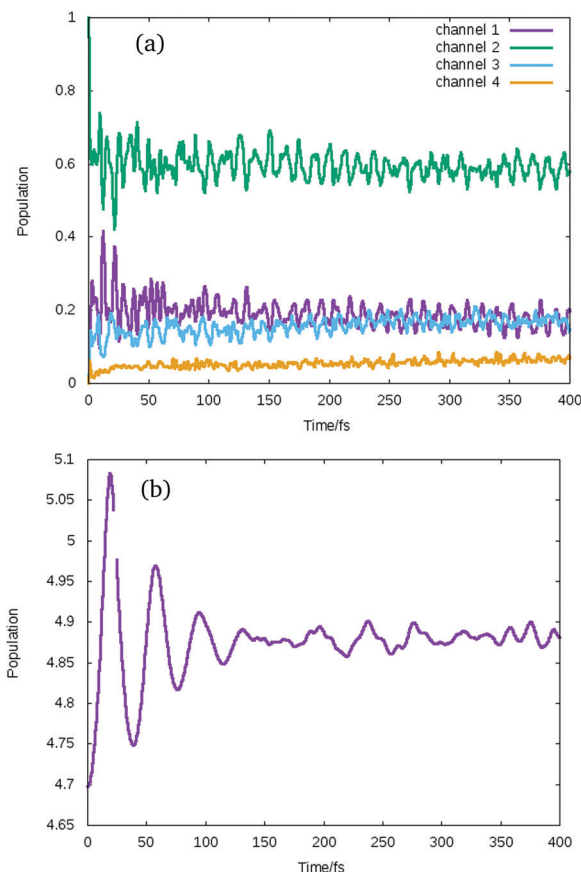 (a)
channel 1
channel 2
channel 3
channel 4
1
0.8
0.6
0.4
0.2
0
Population
0 50 100 150 200 250 300 350 400
Time/fs
(b)
5.1
5.05
5
4.95
4.9
4.85
4.8
4.75
4.7
4.65
Population
0 50 100 150 200 250 300 350 400
Time/fs